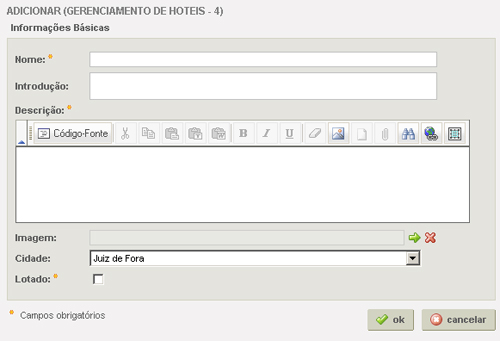 ADICIONAR (GERENCIAMENTO DE HOTEIS - 4)
Informações Básicas
Nome: *
Introdução:
Descrição: *
Código-Fonte B I U
Imagem:
Cidade: Juiz de Fora
Lotado: *
* Campos obrigatórios
ok cancelar